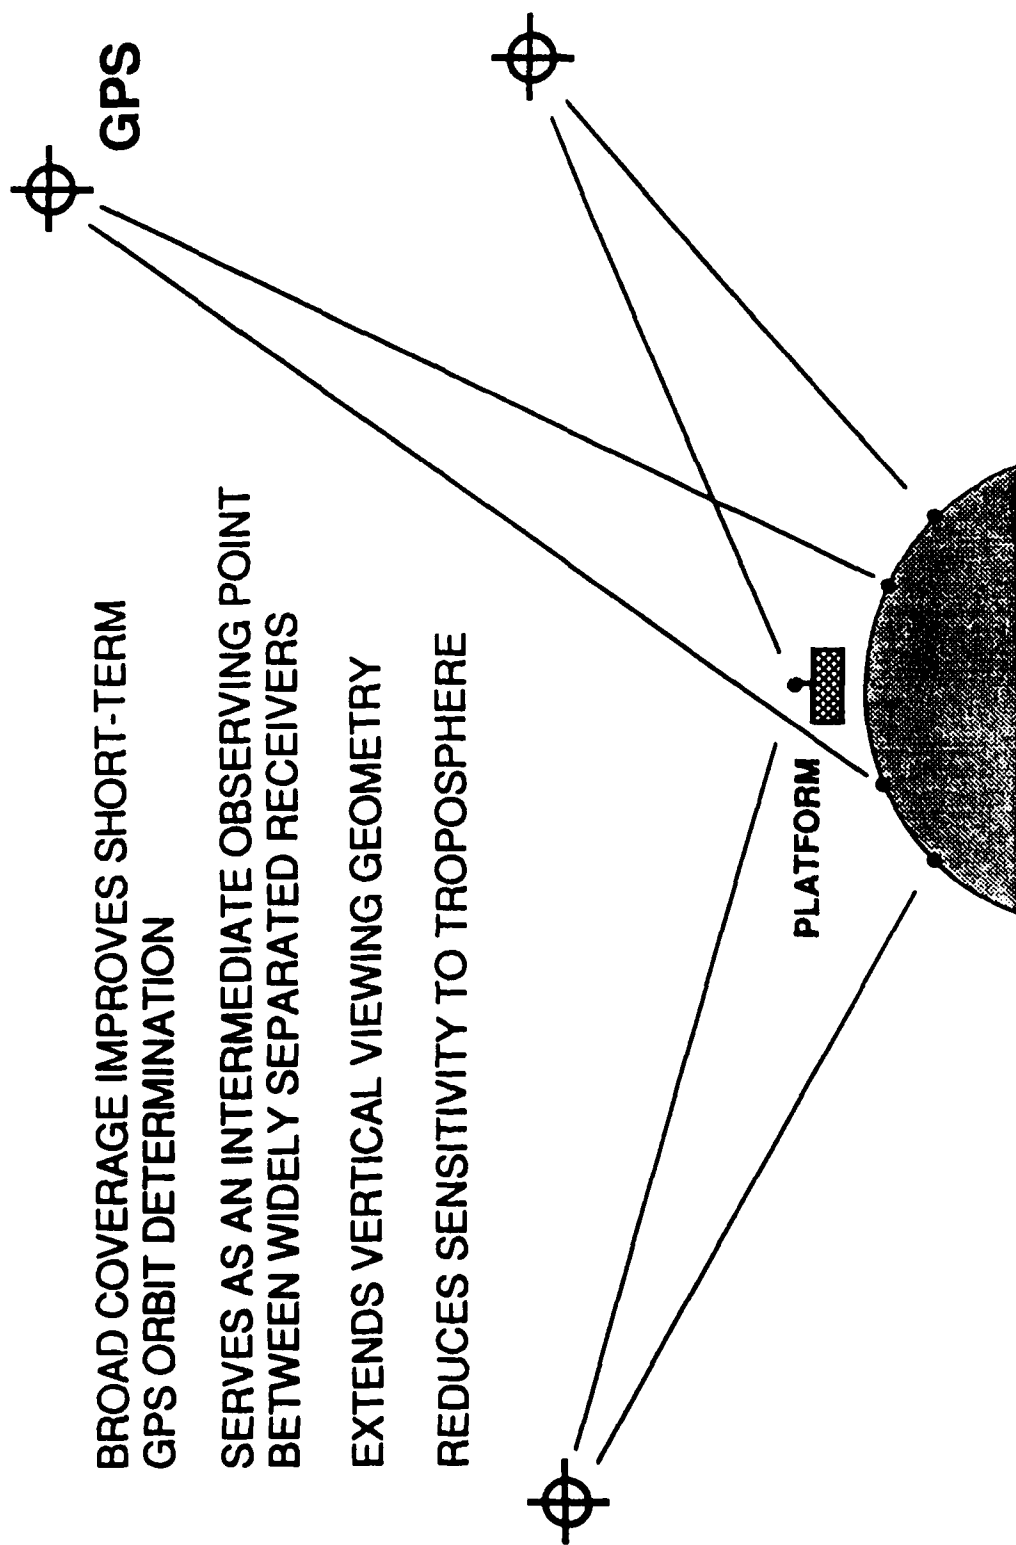 BROAD COVERAGE IMPROVES SHORT-TERM
GPS ORBIT DETERMINATION
SERVES AS AN INTERMEDIATE OBSERVING POINT
BETWEEN WIDELY SEPARATED RECEIVERS
EXTENDS VERTICAL VIEWING GEOMETRY
REDUCES SENSITIVITY TO TROPOSPHERE
GPS
PLATFORM